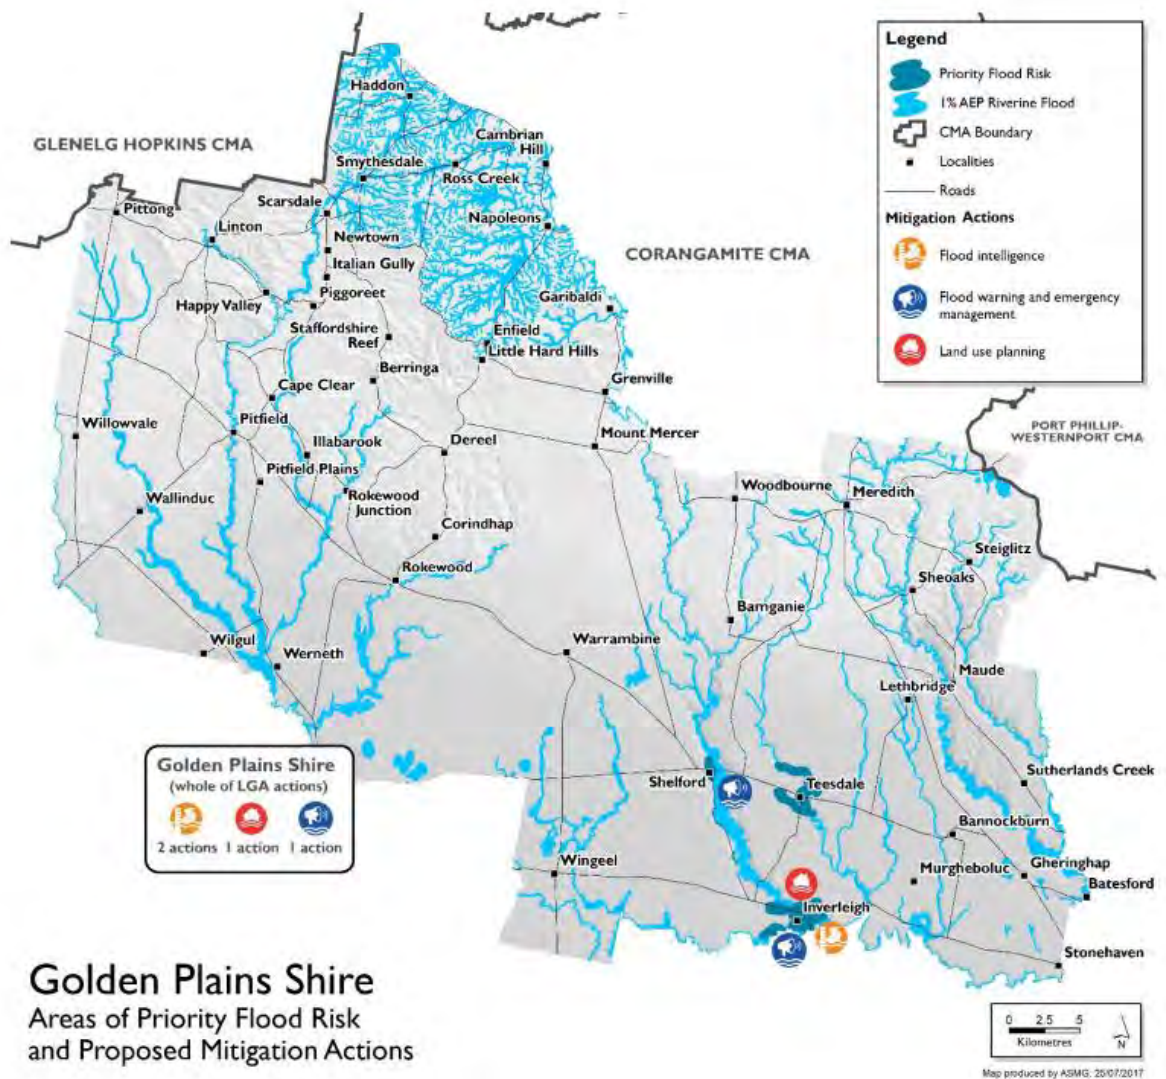 Legend
Priority Flood Risk
1% AEP Riverine Flood
CMA Boundary
Localities
Roads
Mitigation Actions
Flood intelligence
Flood warning and emergency
management
Land use planning
GLENELG HOPKINS CMA
CORANGAMITE CMA
PORT PHILLIP-
WESTERNPORT CMA
Haddon
Cambrian
Hill
Smythesdale
Ross Creek
Scarsdale
Pittong
Linton
Napoleons
Newtown
Italian Gully
Happy Valley
Piggoreet
Garibaldi
Staffordshire
Reef
Enfield
Little Hard Hills
Berringa
Grenville
Cape Clear
Willowvale
Pitfield
Illabarook
Dereel
Mount Mercer
Pitfield Plains
Wallinduc
Rokewood
Junction
Corindhap
Woodbourne
Meredith
Rokewood
Steiglitz
Sheoaks
Bamganie
Wilgul
Werneth
Warrambine
Maude
Lethbridge
Shelford
Teesdale
Sutherlands Creek
Bannockburn
Wingeel
Murgheboluc
Gheringhap
Batesford
Inverleigh
Stonehaven
Golden Plains Shire
(whole of LGA actions)
2 actions 1 action 1 action
Golden Plains Shire
Areas of Priority Flood Risk
and Proposed Mitigation Actions
0 2.5 5
Kilometres
N
Map produced by ASMG, 25/07/2017